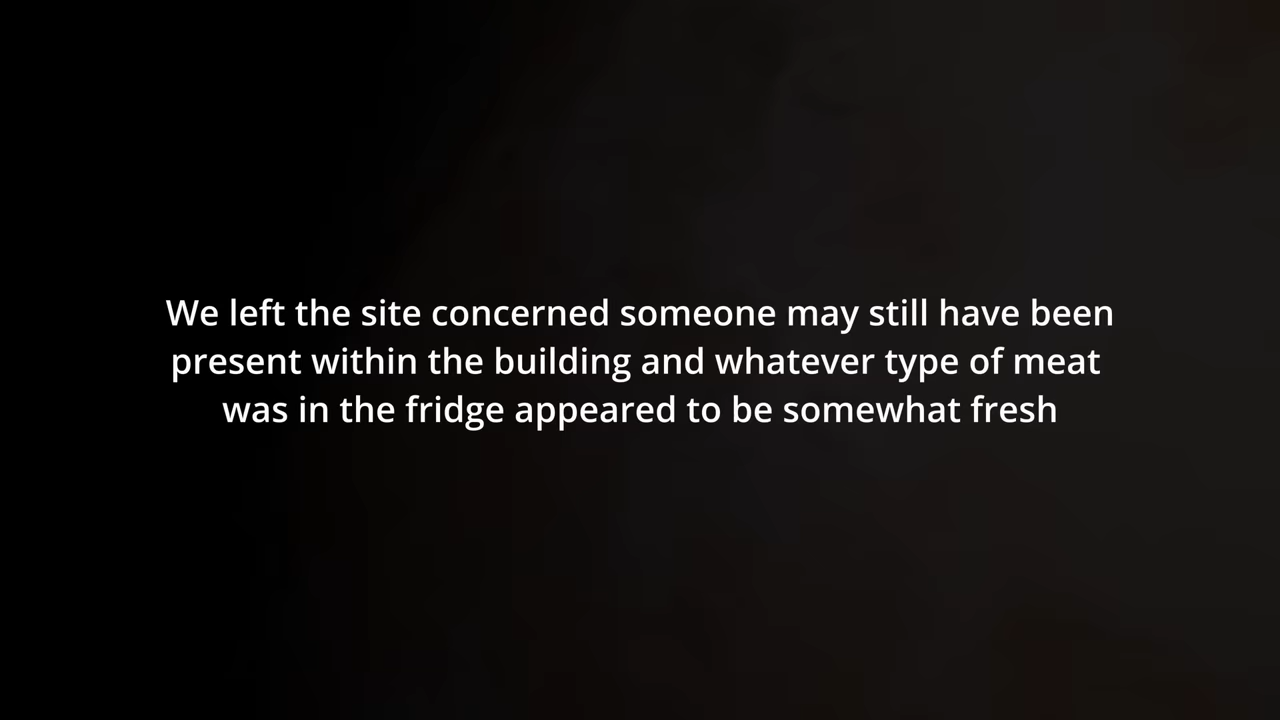 We left the site concerned someone may still have been
present within the building and whatever type of meat
was in the fridge appeared to be somewhat fresh